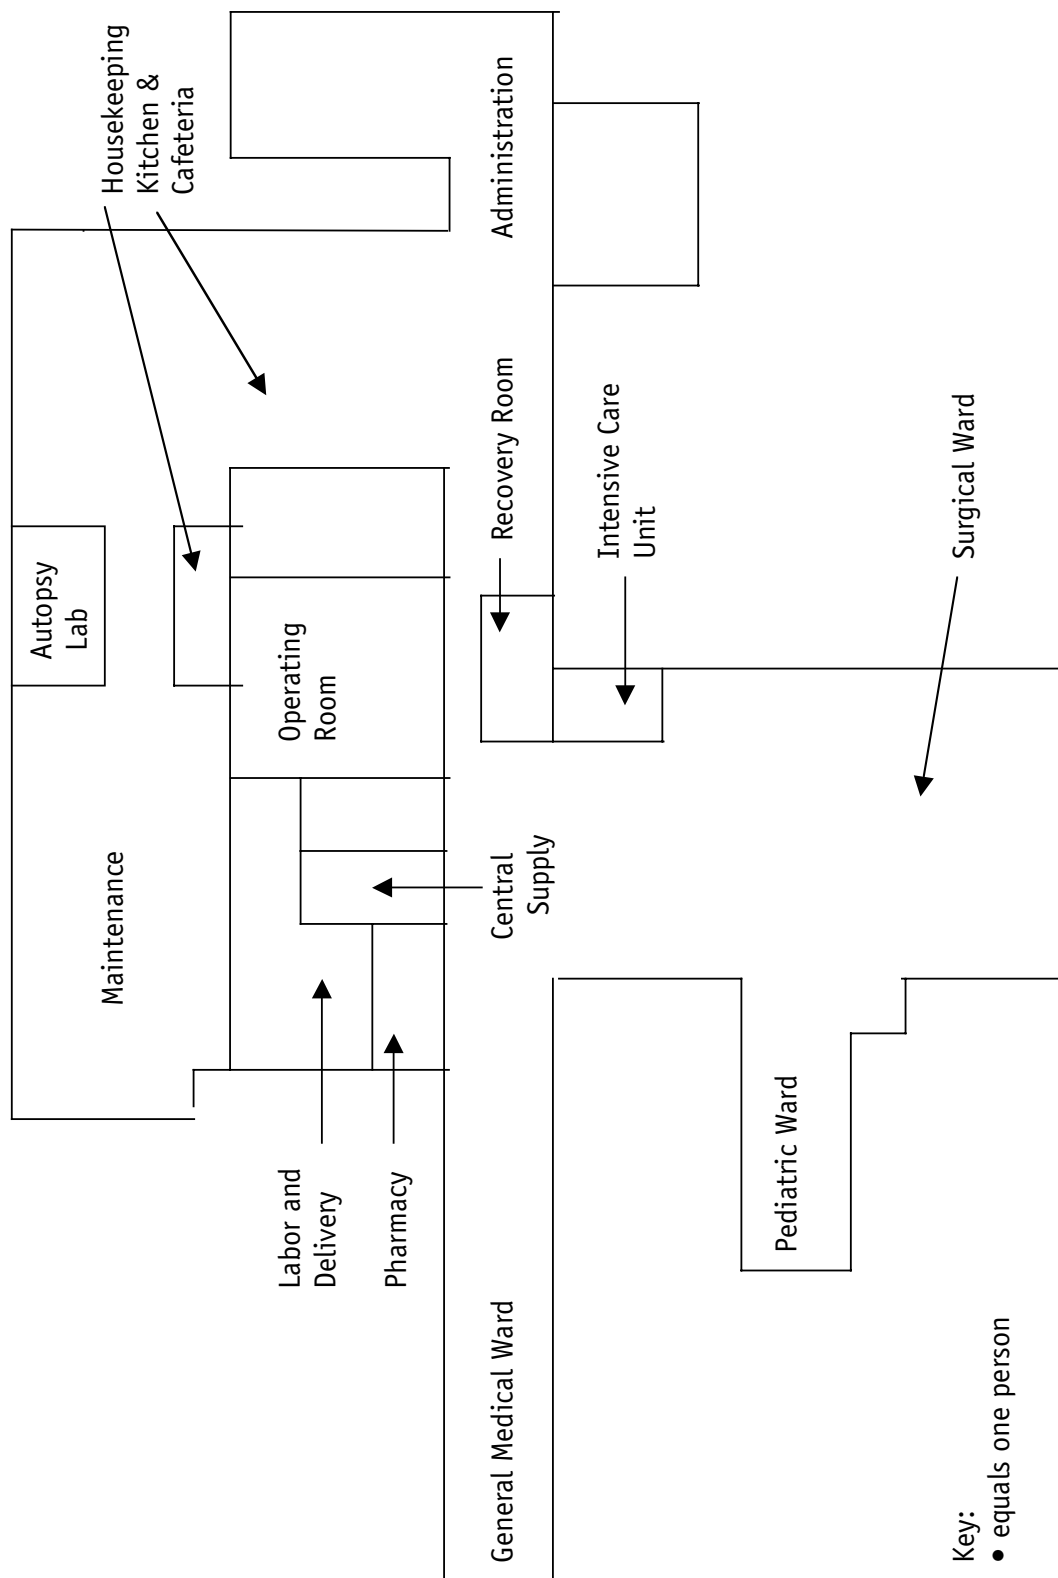 Autopsy
Lab
Maintenance
Housekeeping
Kitchen &
Cafeteria
Operating
Room
Labor and
Delivery
Pharmacy
Central
Supply
Recovery Room
Administration
General Medical Ward
Intensive Care
Unit
Pediatric Ward
Surgical Ward
Key:
• equals one person